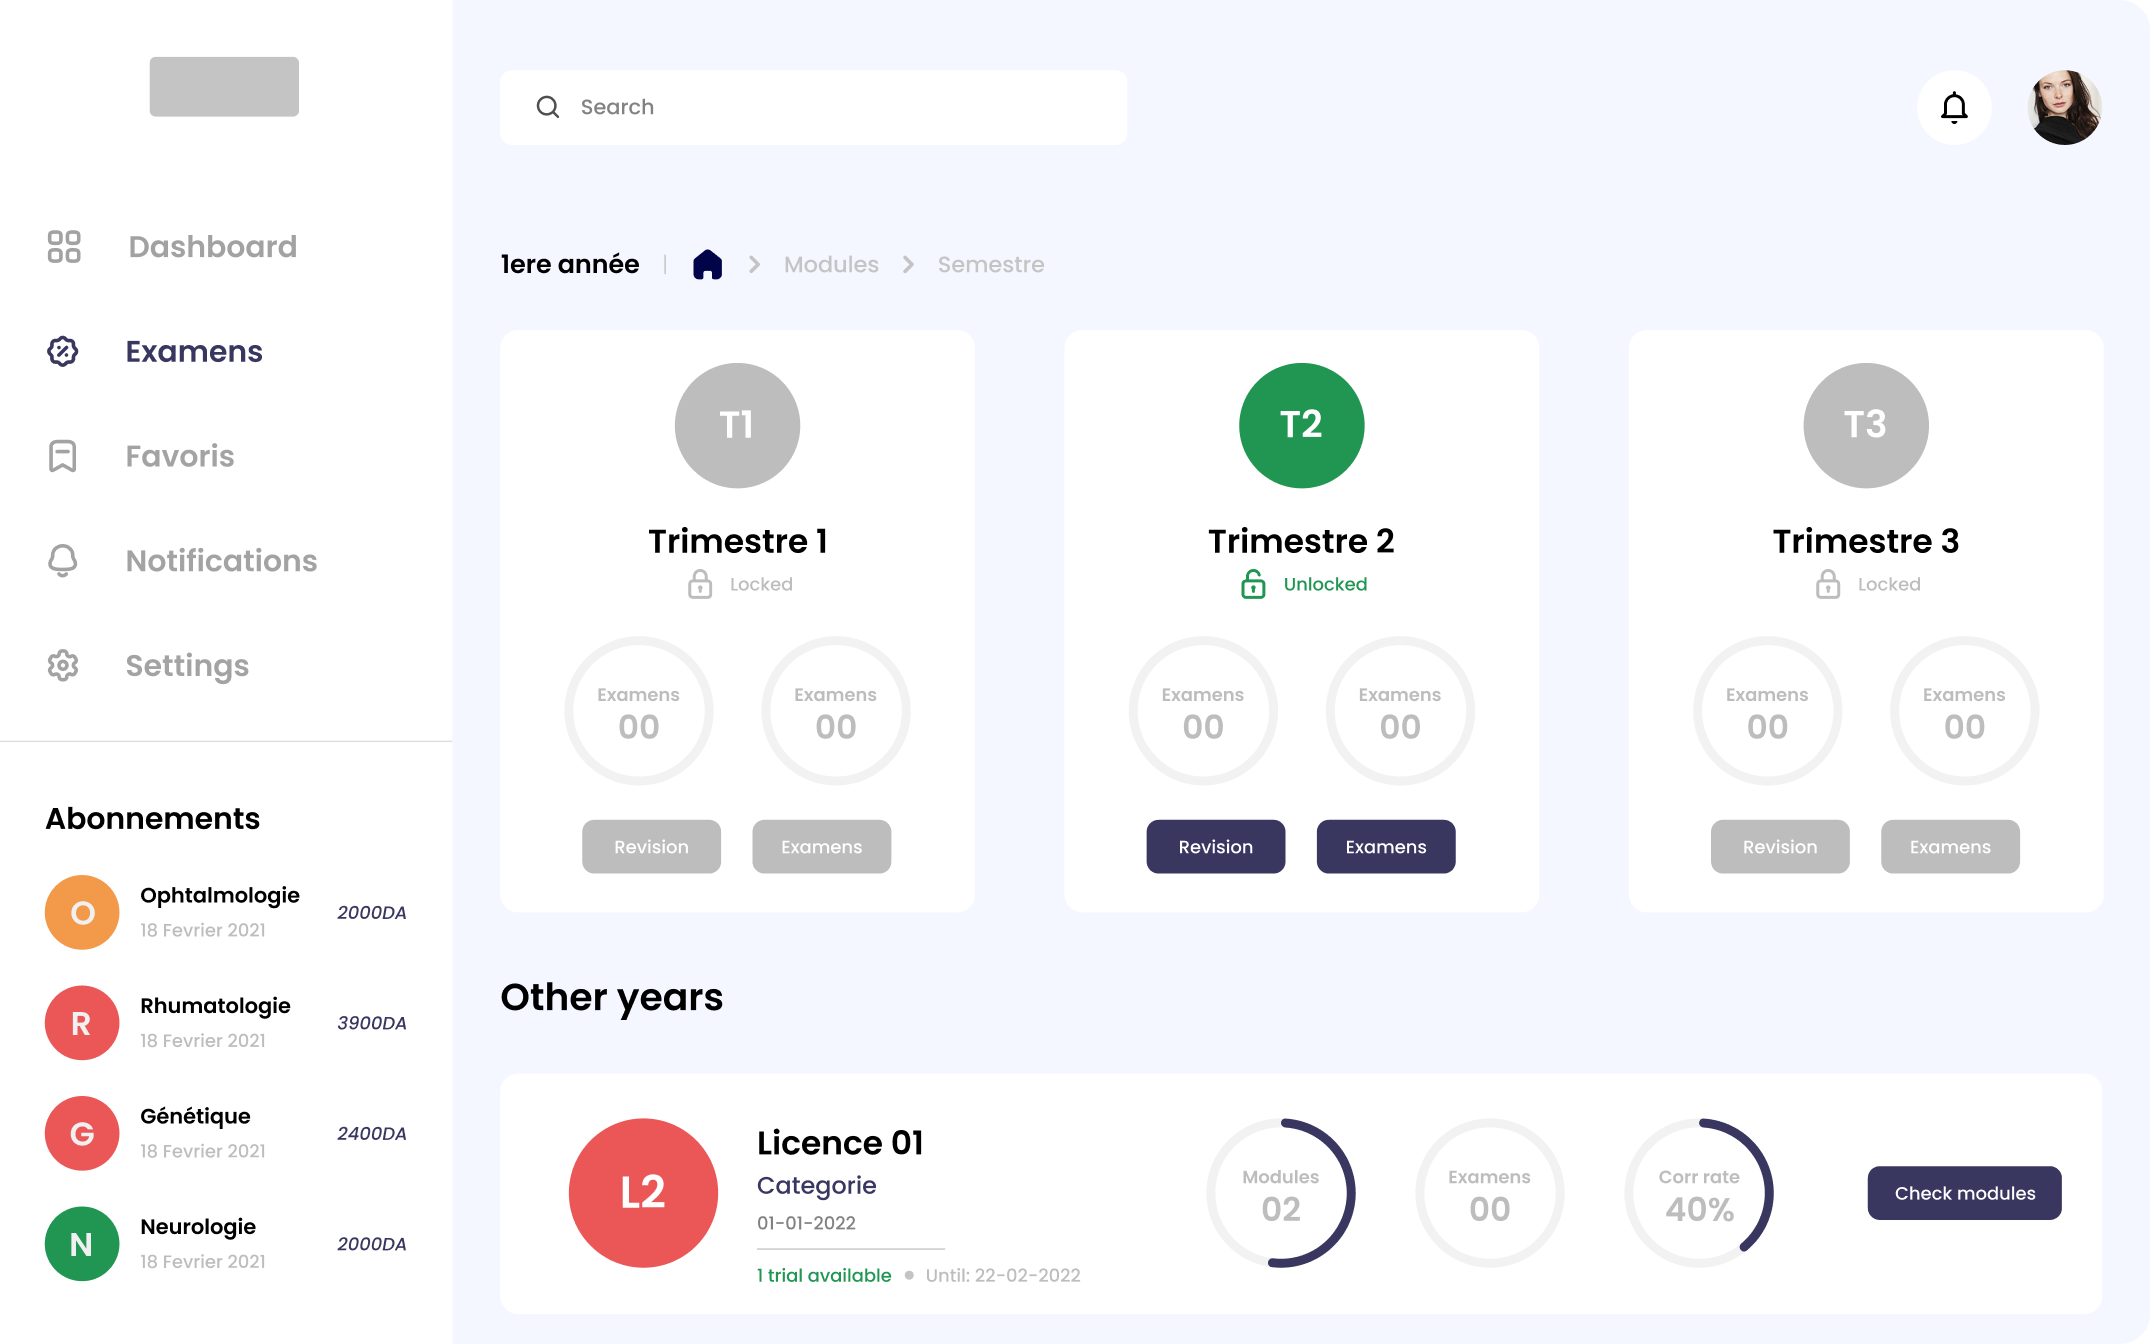 Dashboard
Examens
Favoris
Notifications
Settings
Abonnements
O
Ophtalmologie
18 Fevrier 2021
2000DA
R
Rhumatologie
18 Fevrier 2021
3900DA
G
Génétique
18 Fevrier 2021
2400DA
N
Neurologie
18 Fevrier 2021
2000DA
Search
1ere année
Modules
Semestre
T1
Trimestre 1
Locked
Examens
00
Examens
00
Revision
Examens
T2
Trimestre 2
Unlocked
Examens
00
Examens
00
Revision
Examens
T3
Trimestre 3
Locked
Examens
00
Examens
00
Revision
Examens
Other years
L2
Licence 01
Categorie
01-01-2022
1 trial available
Until: 22-02-2022
Modules
02
Examens
00
Corr rate
40%
Check modules